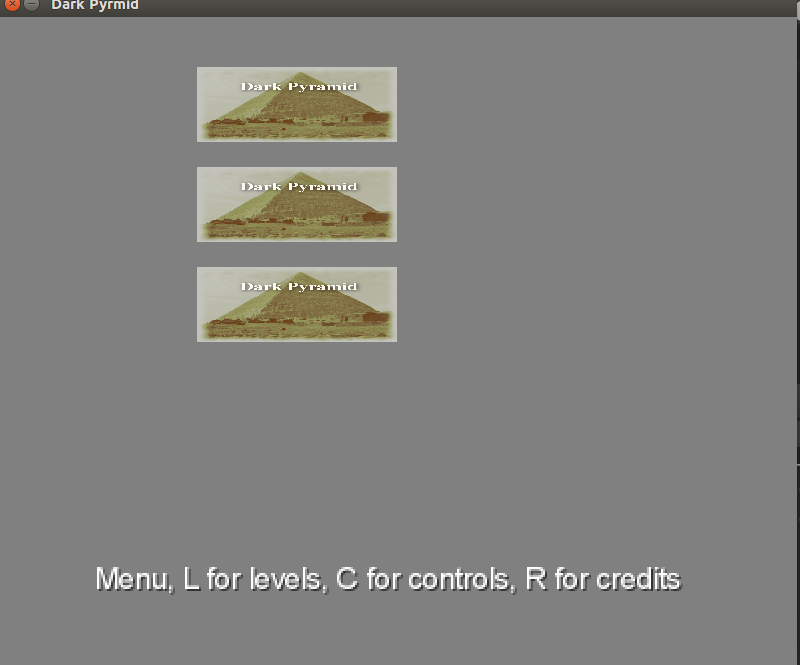 Dark Pyrmid
Dark Pyramid
Dark Pyramid
Dark Pyramid
Menu, L for levels, C for controls, R for credits